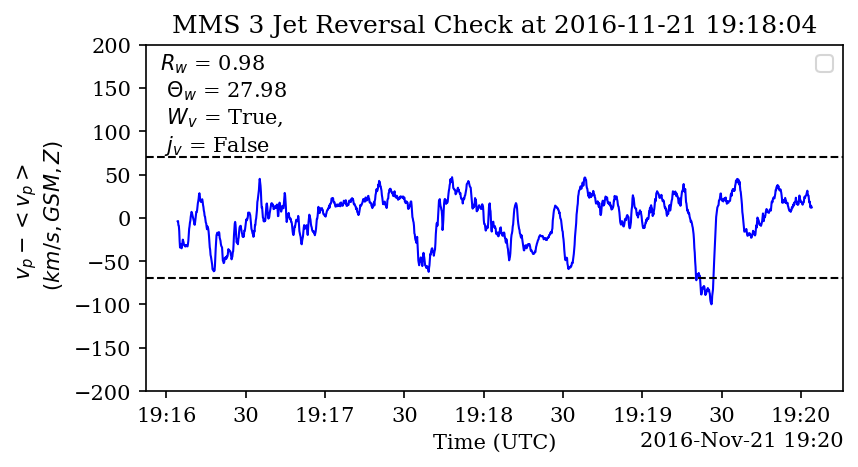 MMS 3 Jet Reversal Check at 2016-11-21 19:18:04
R_w = 0.98
Θ_w = 27.98
W_v = True,
j_v = False
v_p − < v_p >
(km/s, GSM, Z)
200
150
100
50
0
−50
−100
−150
−200
19:16 30 19:17 30 19:18 30 19:19 30 19:20
Time (UTC)
2016-Nov-21 19:20